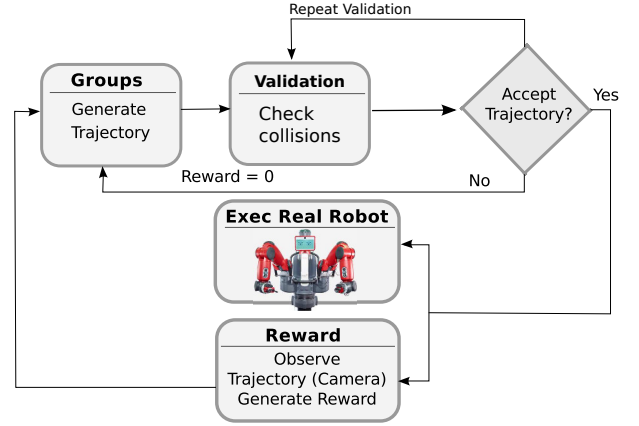 Repeat Validation
Groups
Generate
Trajectory
Validation
Check
collisions
Accept
Trajectory?
Yes
Reward = 0
No
Exec Real Robot
Reward
Observe
Trajectory (Camera)
Generate Reward